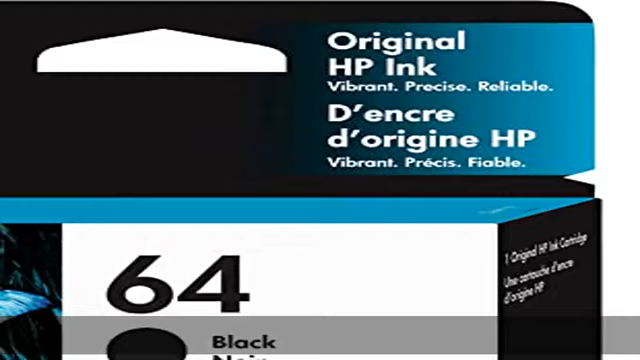 Original
HP Ink
Vibrant. Precise. Reliable.
D’encre
d’origine HP
Vibrant. Précis. Fiable.
1 Original HP Ink Cartridge
Une cartouche d’encre
d’origine HP
64
Black
Noir